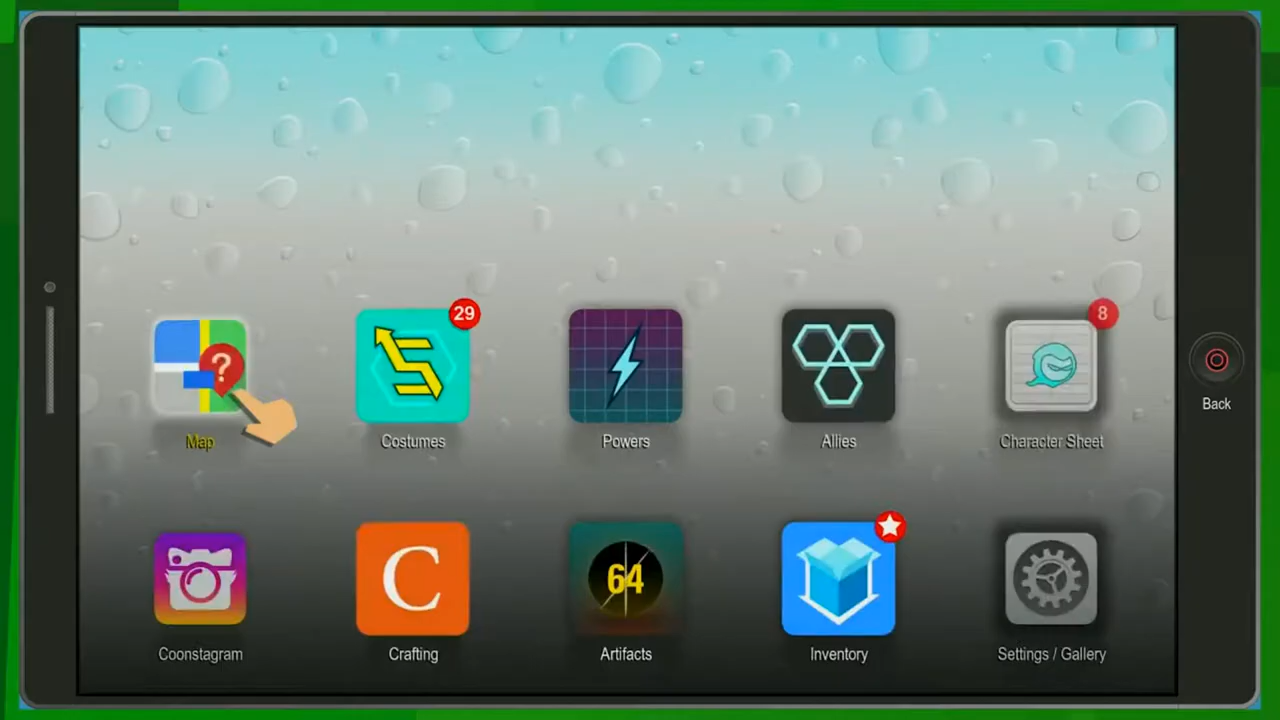 29
8
?
Map
Costumes
Powers
Allies
Character Sheet
Back
C
64
Coonstagram
Crafting
Artifacts
Inventory
Settings / Gallery